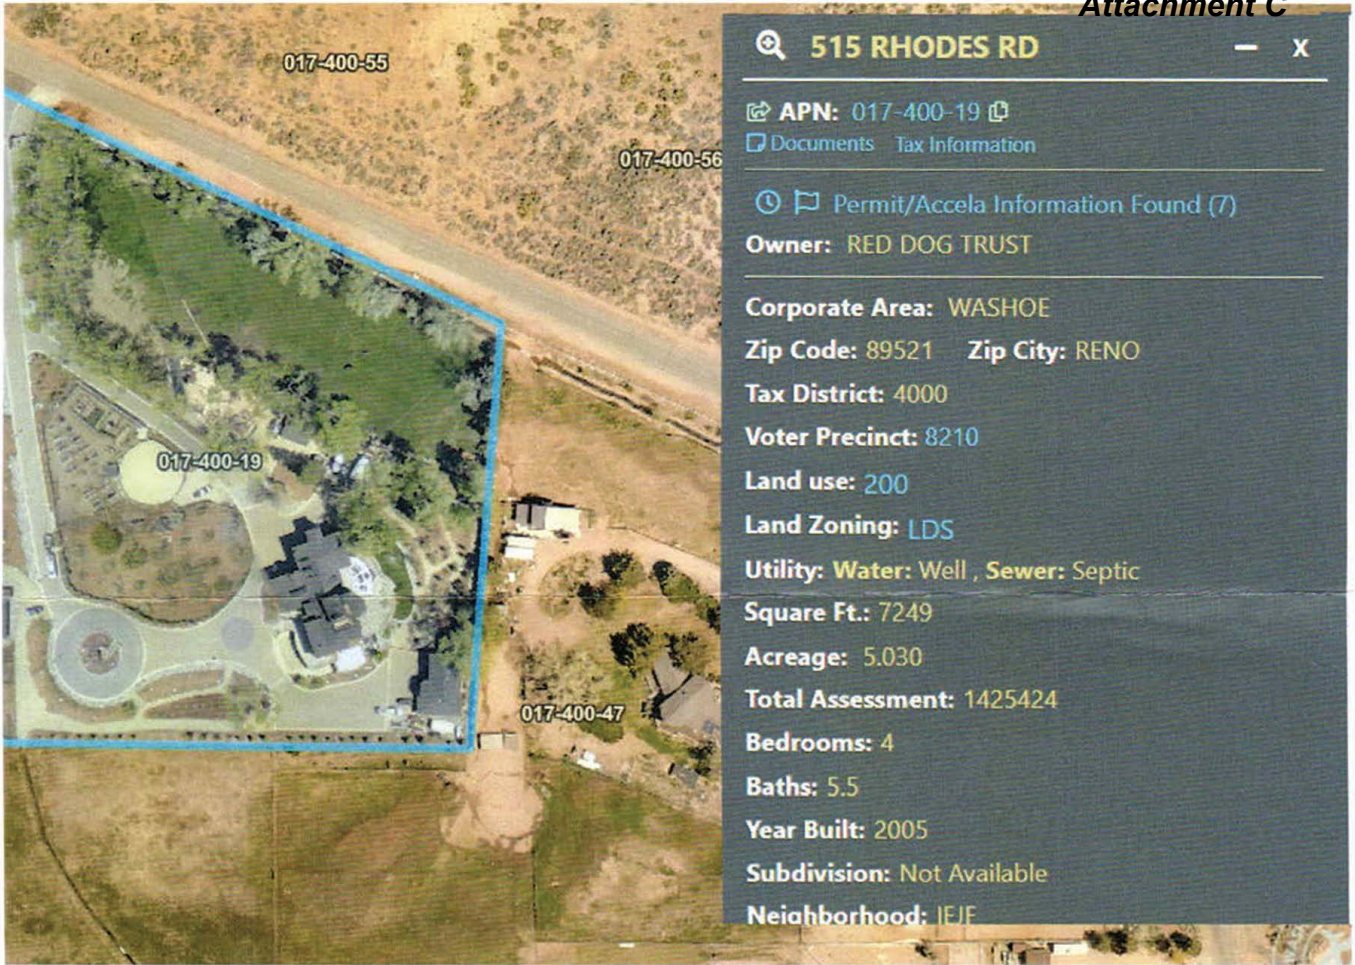 Attachment C
017-400-55
017-400-56
017-400-19
017-400-47
515 RHODES RD
APN: 017-400-19
Documents Tax Information
Permit/Accela Information Found (7)
Owner: RED DOG TRUST
Corporate Area: WASHOE
Zip Code: 89521 Zip City: RENO
Tax District: 4000
Voter Precinct: 8210
Land use: 200
Land Zoning: LDS
Utility: Water: Well , Sewer: Septic
Square Ft.: 7249
Acreage: 5.030
Total Assessment: 1425424
Bedrooms: 4
Baths: 5.5
Year Built: 2005
Subdivision: Not Available
Neighborhood: